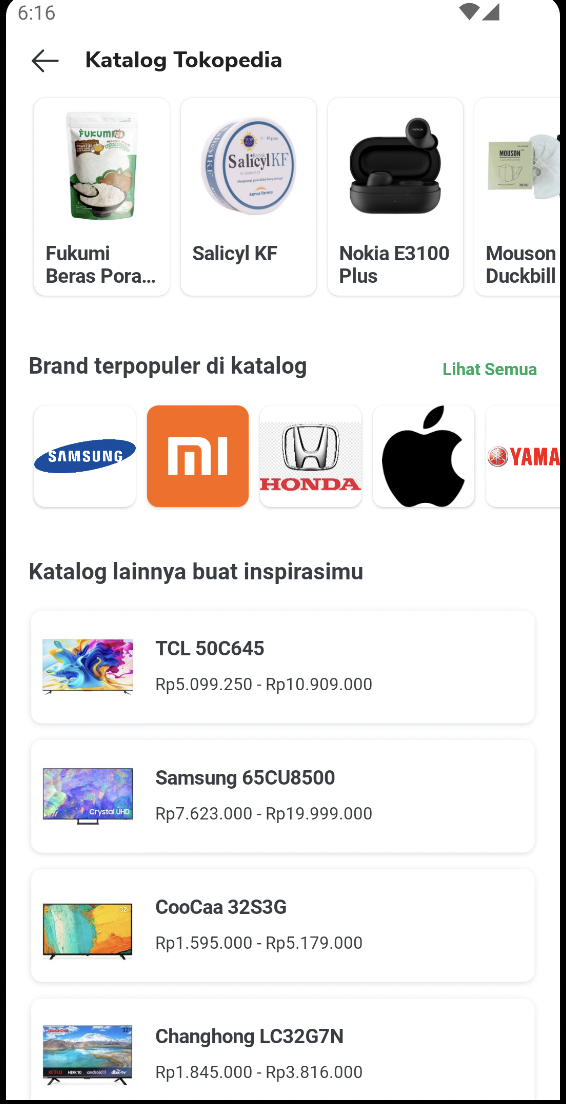 6:16
Katalog Tokopedia
FUKUMI
SalicylKF
NOKIA
MOUSON
Fukumi
Beras Pora...
Salicyl KF
Nokia E3100
Plus
Mouson
Duckbill
Brand terpopuler di katalog
Lihat Semua
SAMSUNG
mi
HONDA
YAMA
Katalog lainnya buat inspirasimu
TCL 50C645
Rp5.099.250 - Rp10.909.000
Samsung 65CU8500
Crystal UHD
Rp7.623.000 - Rp19.999.000
CooCaa 32S3G
Rp1.595.000 - Rp5.179.000
Changhong LC32G7N
Rp1.845.000 - Rp3.816.000